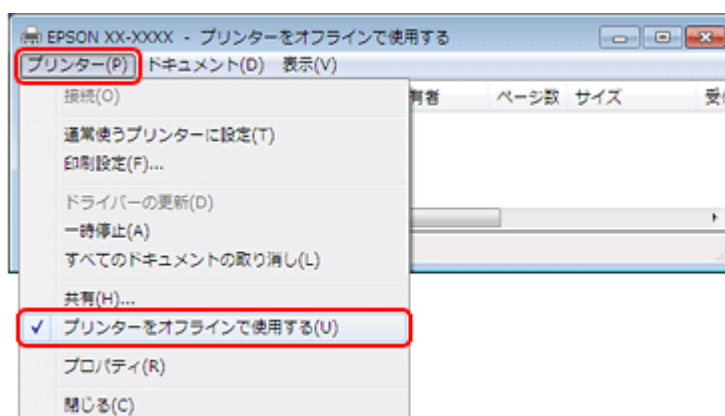 EPSON XX-XXXX - プリンターをオフラインで使用する
プリンター(P) ドキュメント(D) 表示(V)
接続(O)
有者 ページ数 サイズ
通常使うプリンターに設定(T)
印刷設定(F)...
ドライバーの更新(D)
一時停止(A)
すべてのドキュメントの取り消し(L)
共有(H)...
プリンターをオフラインで使用する(U)
プロパティ(R)
閉じる(C)